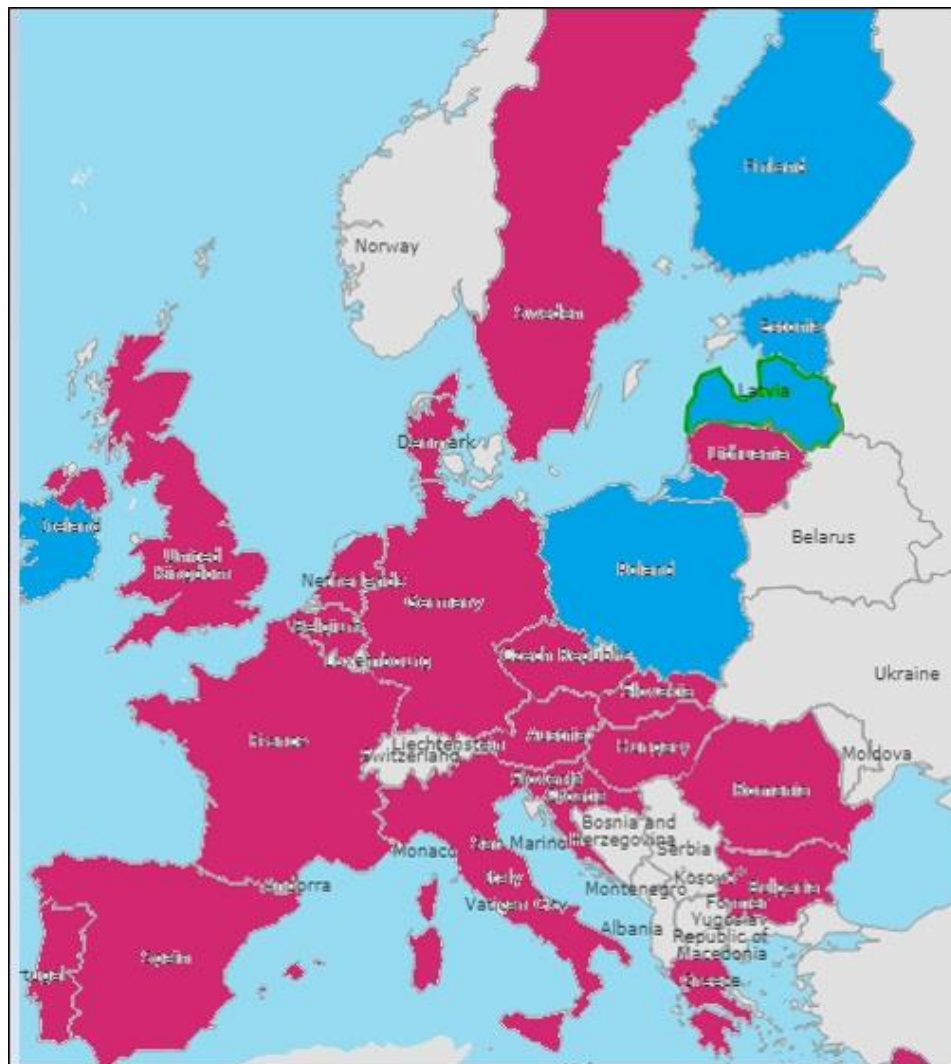 Finland
Norway
Sweden
Estonia
Latvia
Denmark
Lithuania
Ireland
United
Kingdom
Belarus
Netherlands
Poland
Germany
Belgium
Czech Republic
Luxembourg
Ukraine
Slovakia
France
Austria
Liechtenstein
Switzerland
Hungary
Moldova
Slovenia
Croatia
Romania
Bosnia and
Herzegovina
San Marino
Monaco
Serbia
Italy
Kosovo
Andorra
Montenegro
Bulgaria
Vatican City
Former
Yugoslav
Republic of
Macedonia
Albania
Spain
rtugal
Greece